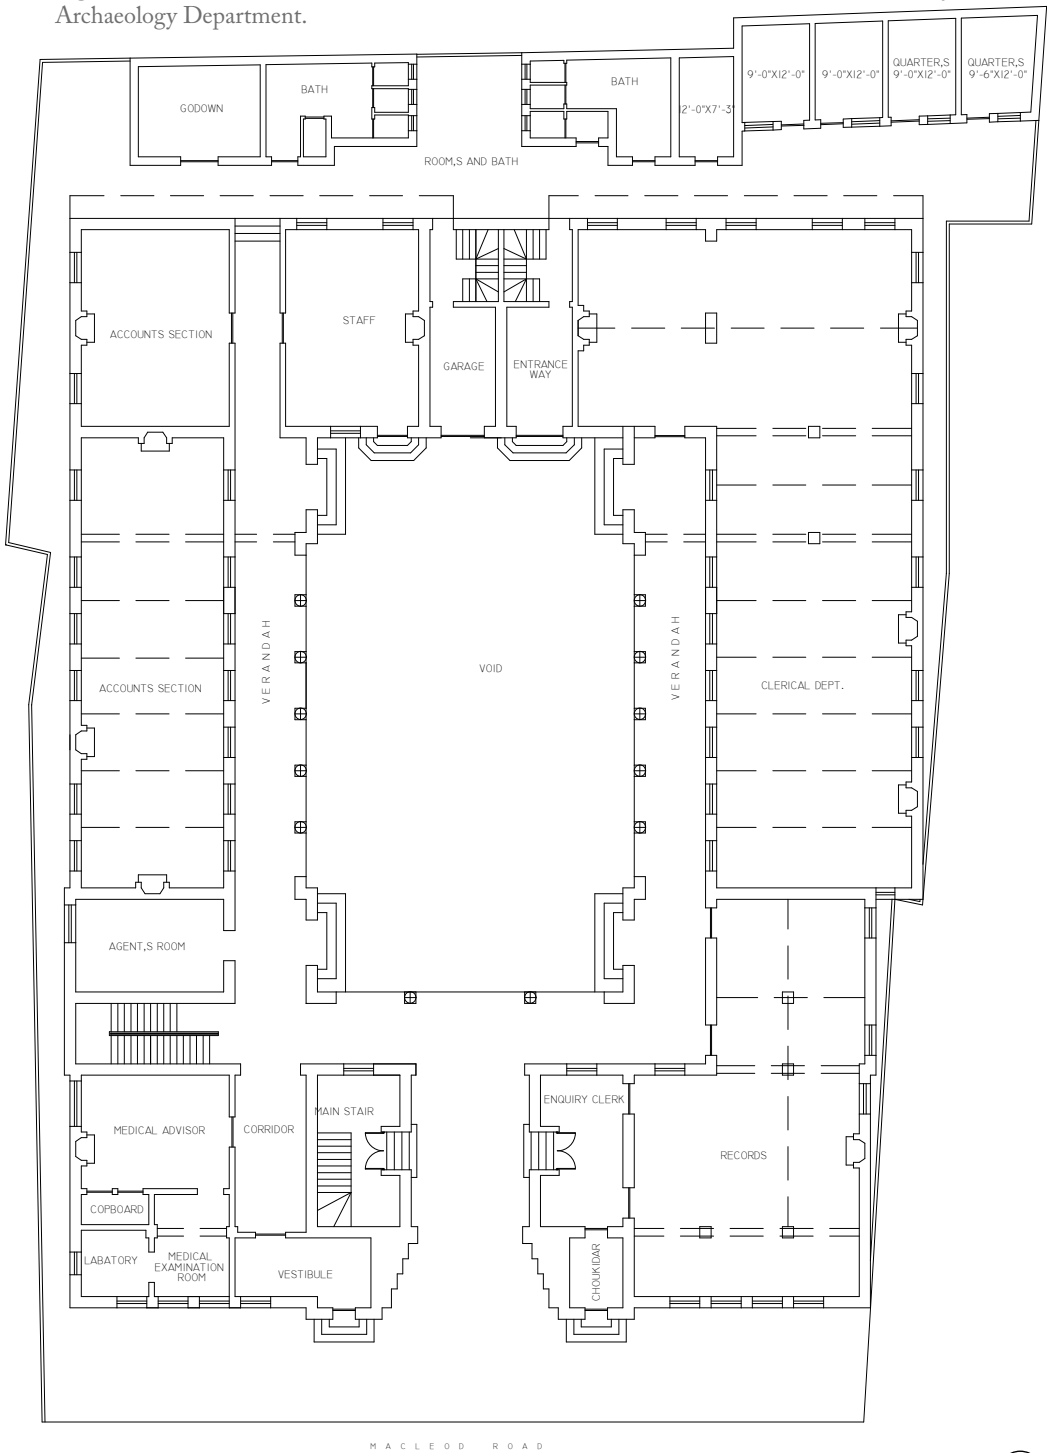 Archaeology Department.
9'-0"X12'-0"
9'-0"X12'-0"
QUARTER,S
9'-0"X12'-0"
QUARTER,S
9'-6"X12'-0"
GODOWN
BATH
BATH
12'-0"X7'-3"
ROOM,S AND BATH
ACCOUNTS SECTION
STAFF
GARAGE
ENTRANCE
WAY
VERANDAH
VERANDAH
VOID
ACCOUNTS SECTION
CLERICAL DEPT.
AGENT,S ROOM
MEDICAL ADVISOR
CORRIDOR
MAIN STAIR
ENQUIRY CLERK
RECORDS
COPBOARD
LABATORY
MEDICAL
EXAMINATION
ROOM
VESTIBULE
CHOUKIDAR
MACLEOD ROAD